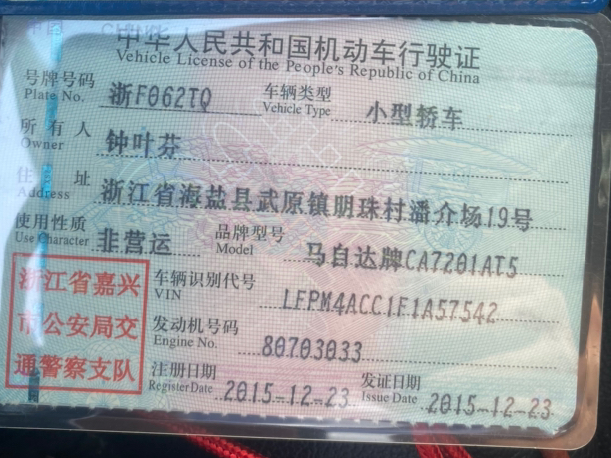 中华人民共和国机动车行驶证
Vehicle License of the People's Republic of China
号牌号码 浙F062TQ 车辆类型 小型轿车
Plate No. Vehicle Type
所有人 钟叶芬
Owner
住址 浙江省海盐县武原镇朋珠村潘介场19号
Address
使用性质 非营运 品牌型号 马自达牌CA7201AT5
Use Character Model
浙江省嘉兴
市公安局交
通警察支队
车辆识别代号 LFPM4ACC1F1A57542
VIN
发动机号码 80703033
Engine No.
注册日期 2015-12-23 发证日期 2015-12-23
Register Date Issue Date